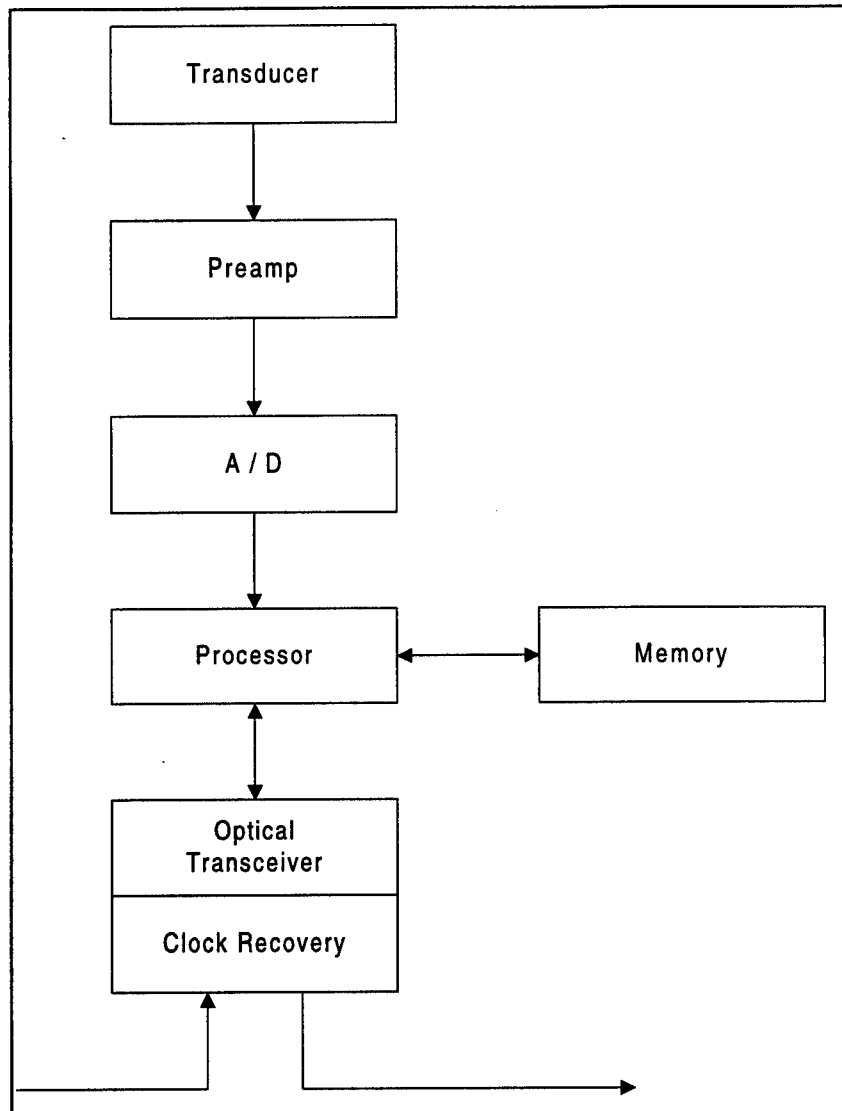 Transducer
Preamp
A / D
Processor
Memory
Optical
Transceiver
Clock Recovery